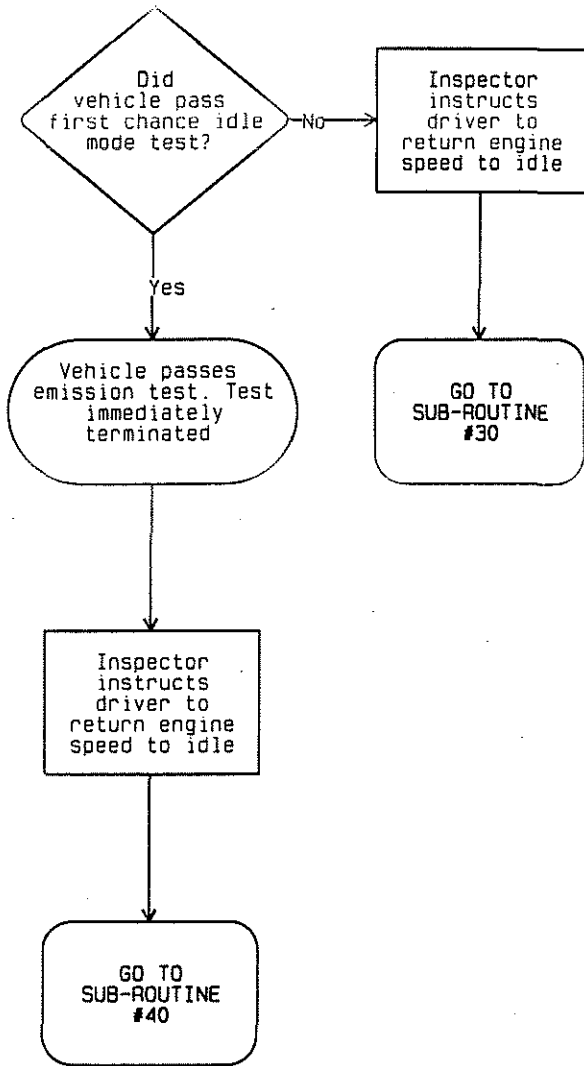 Did
vehicle pass
first chance idle
mode test?
No
Inspector
instructs
driver to
return engine
speed to idle
Yes
Vehicle passes
emission test. Test
immediately
terminated
GO TO
SUB-ROUTINE
#30
Inspector
instructs
driver to
return engine
speed to idle
GO TO
SUB-ROUTINE
#40